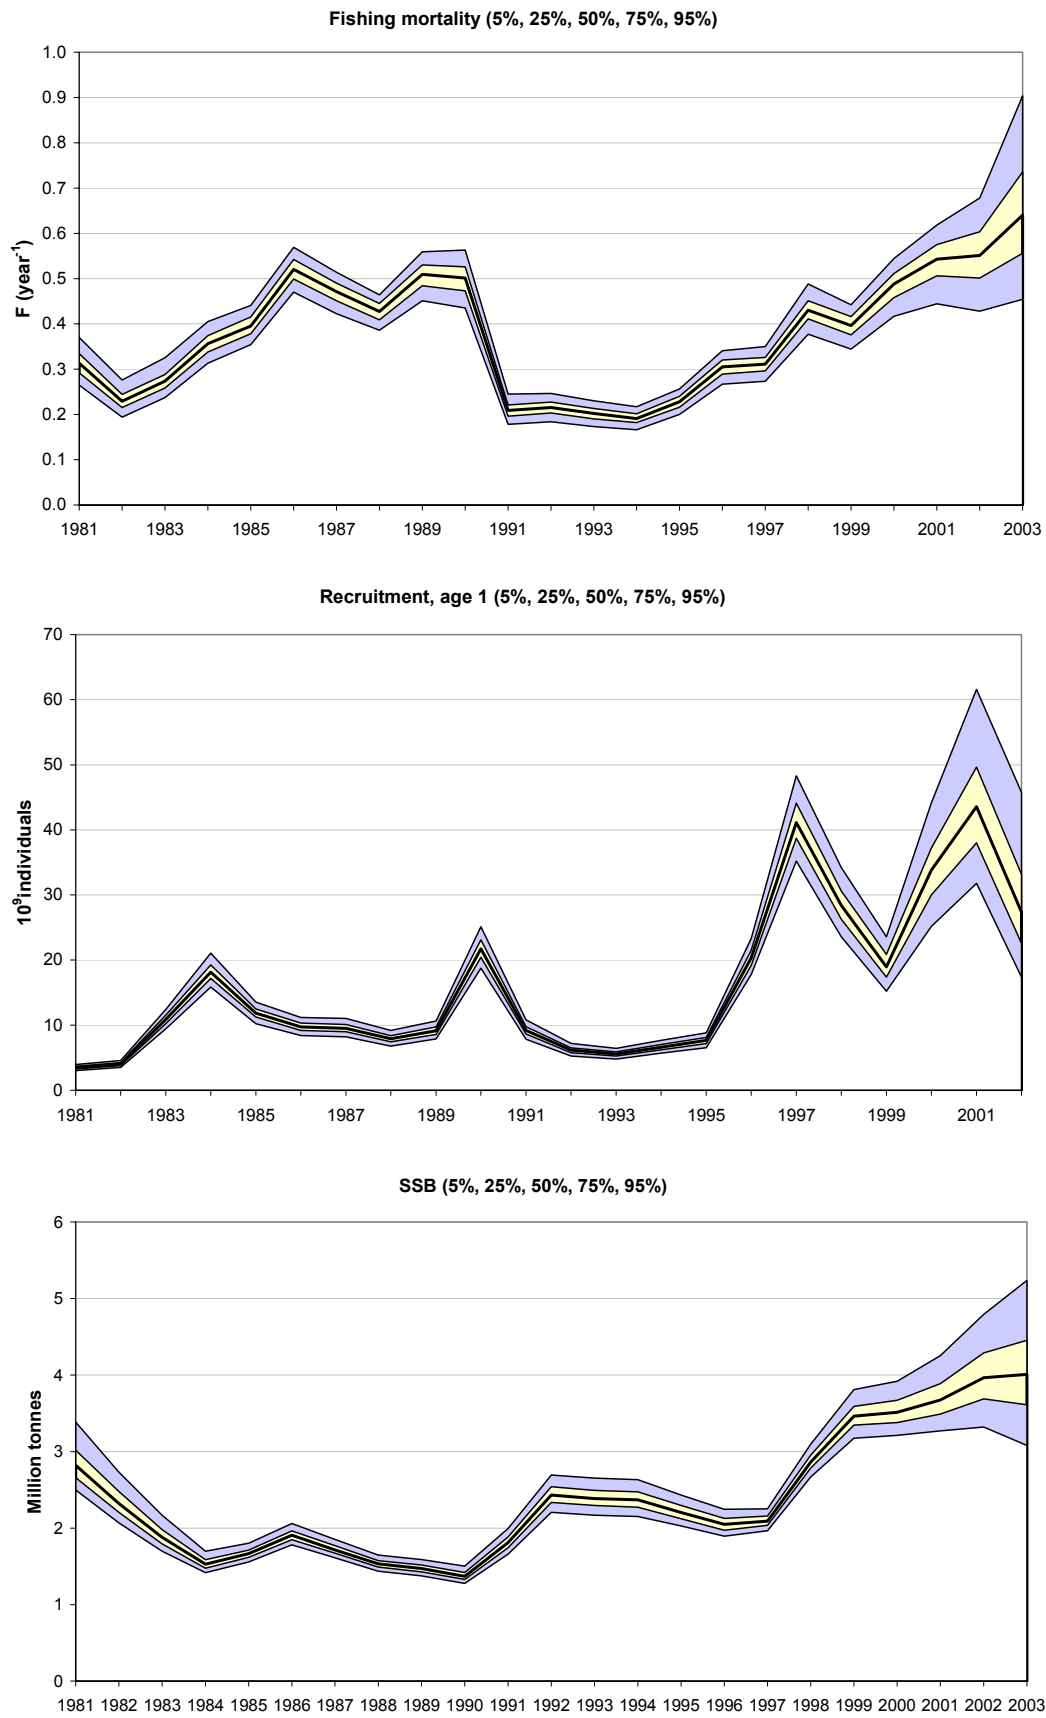 Fishing mortality (5%, 25%, 50%, 75%, 95%)
1.0
0.9
0.8
0.7
0.6
0.5
0.4
0.3
0.2
0.1
0.0
F (year⁻¹)
1981 1983 1985 1987 1989 1991 1993 1995 1997 1999 2001 2003
Recruitment, age 1 (5%, 25%, 50%, 75%, 95%)
70
60
50
40
30
20
10
0
10⁹individuals
1981 1983 1985 1987 1989 1991 1993 1995 1997 1999 2001
SSB (5%, 25%, 50%, 75%, 95%)
6
5
4
3
2
1
0
Million tonnes
1981 1982 1983 1984 1985 1986 1987 1988 1989 1990 1991 1992 1993 1994 1995 1996 1997 1998 1999 2000 2001 2002 2003